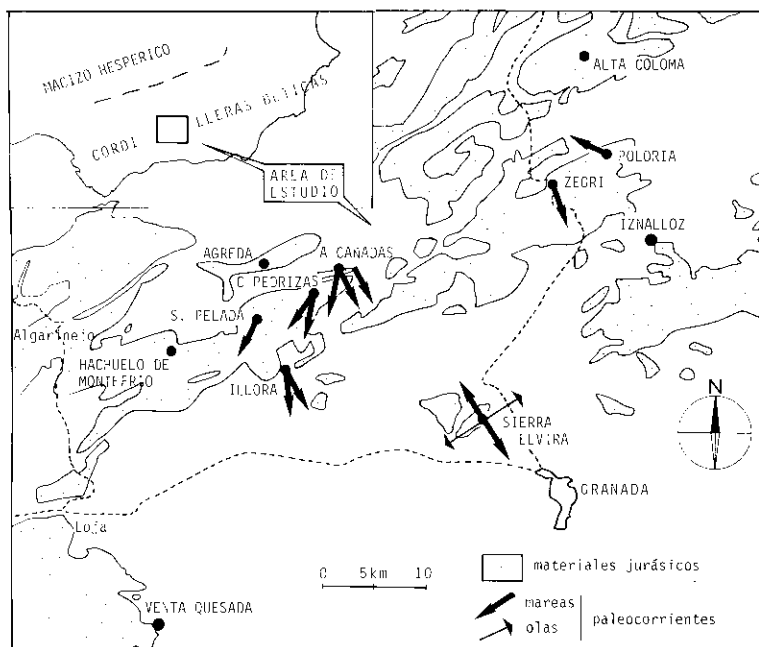 MACIZO HESPERICO
CORDI
LLERAS BETICAS
AREA DE
ESTUDIO
ALTA COLOMA
POLORIA
ZEGRI
IZNALLOZ
AGREDA
A CAÑADAS
C PEDRIZAS
S. PELADA
Algarinejo
HACHUELO DE
MONTEFRIO
ILLORA
N
SIERRA
ELVIRA
GRANADA
Loja
0 5km 10
materiales jurásicos
mareas
olas
paleocorrientes
VENTA QUESADA